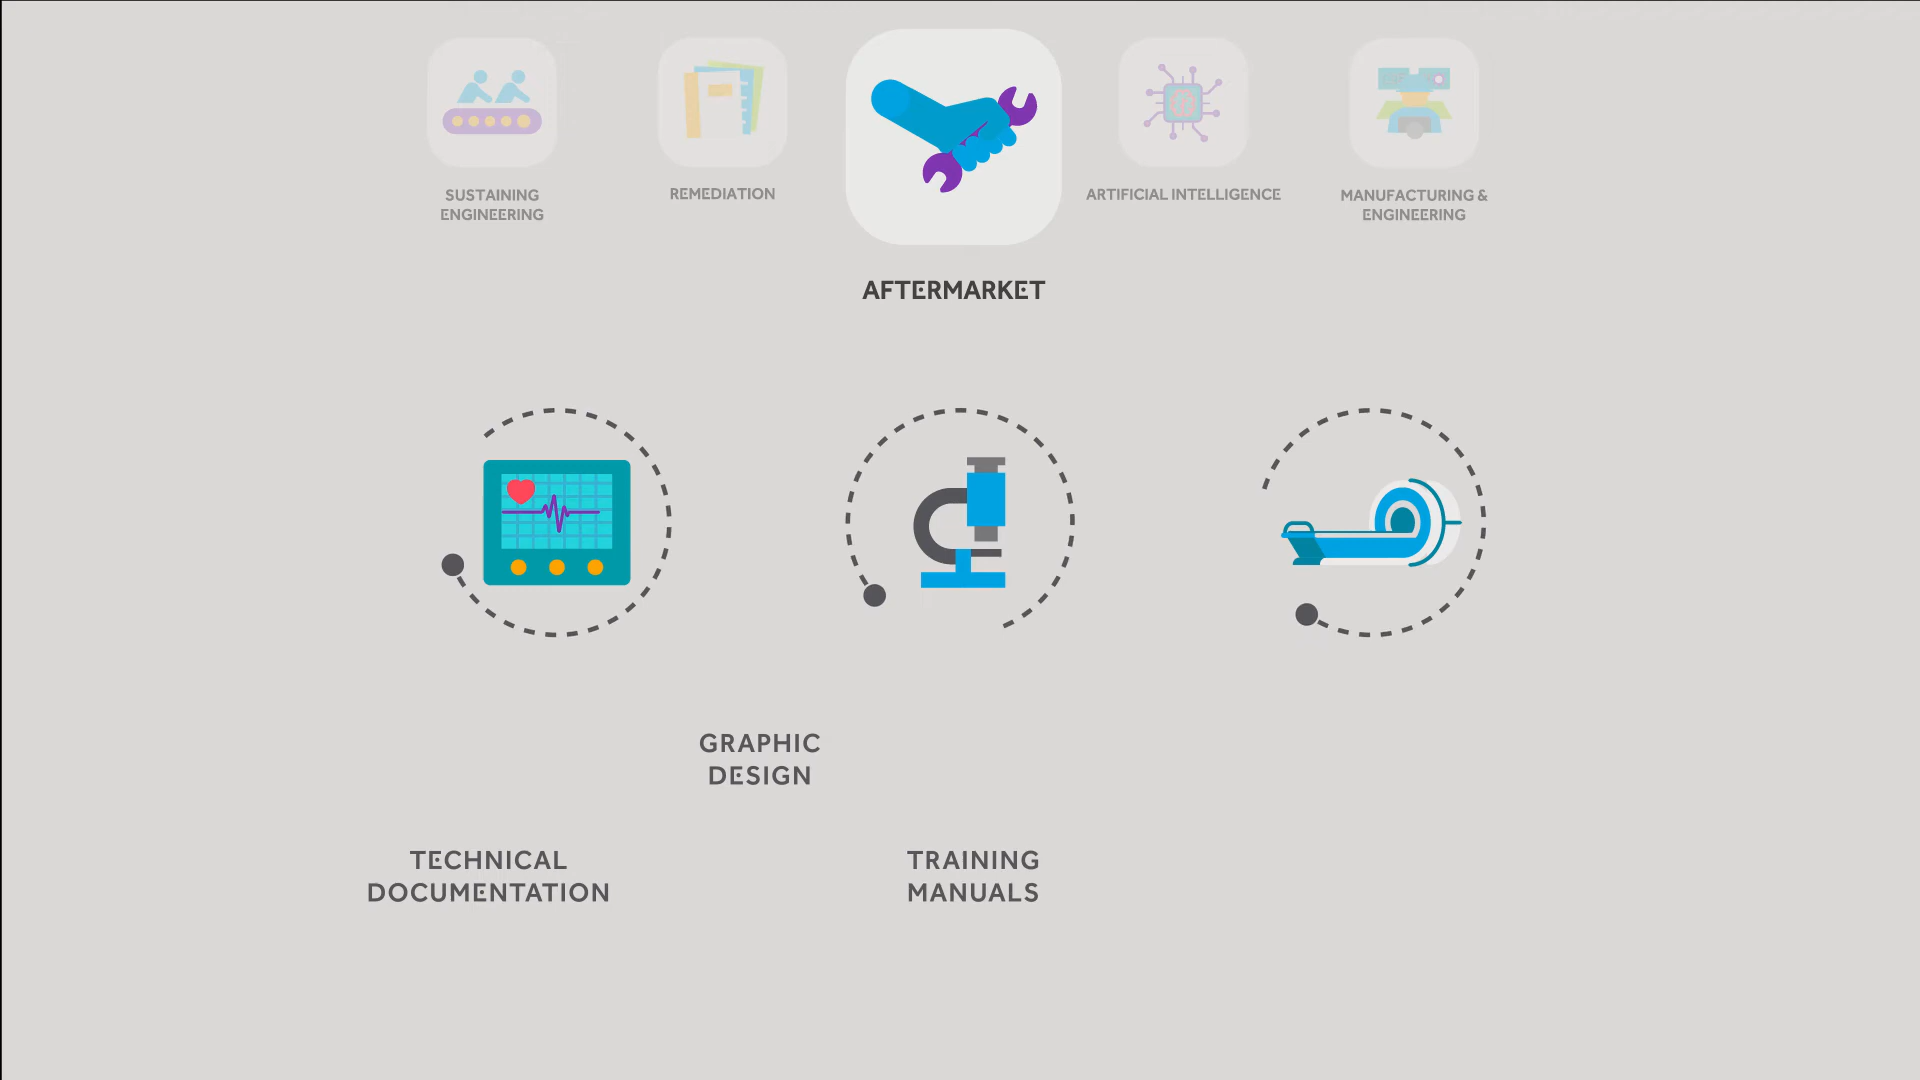 SUSTAINING
ENGINEERING
REMEDIATION
AFTERMARKET
ARTIFICIAL INTELLIGENCE
MANUFACTURING &
ENGINEERING
GRAPHIC
DESIGN
TECHNICAL
DOCUMENTATION
TRAINING
MANUALS